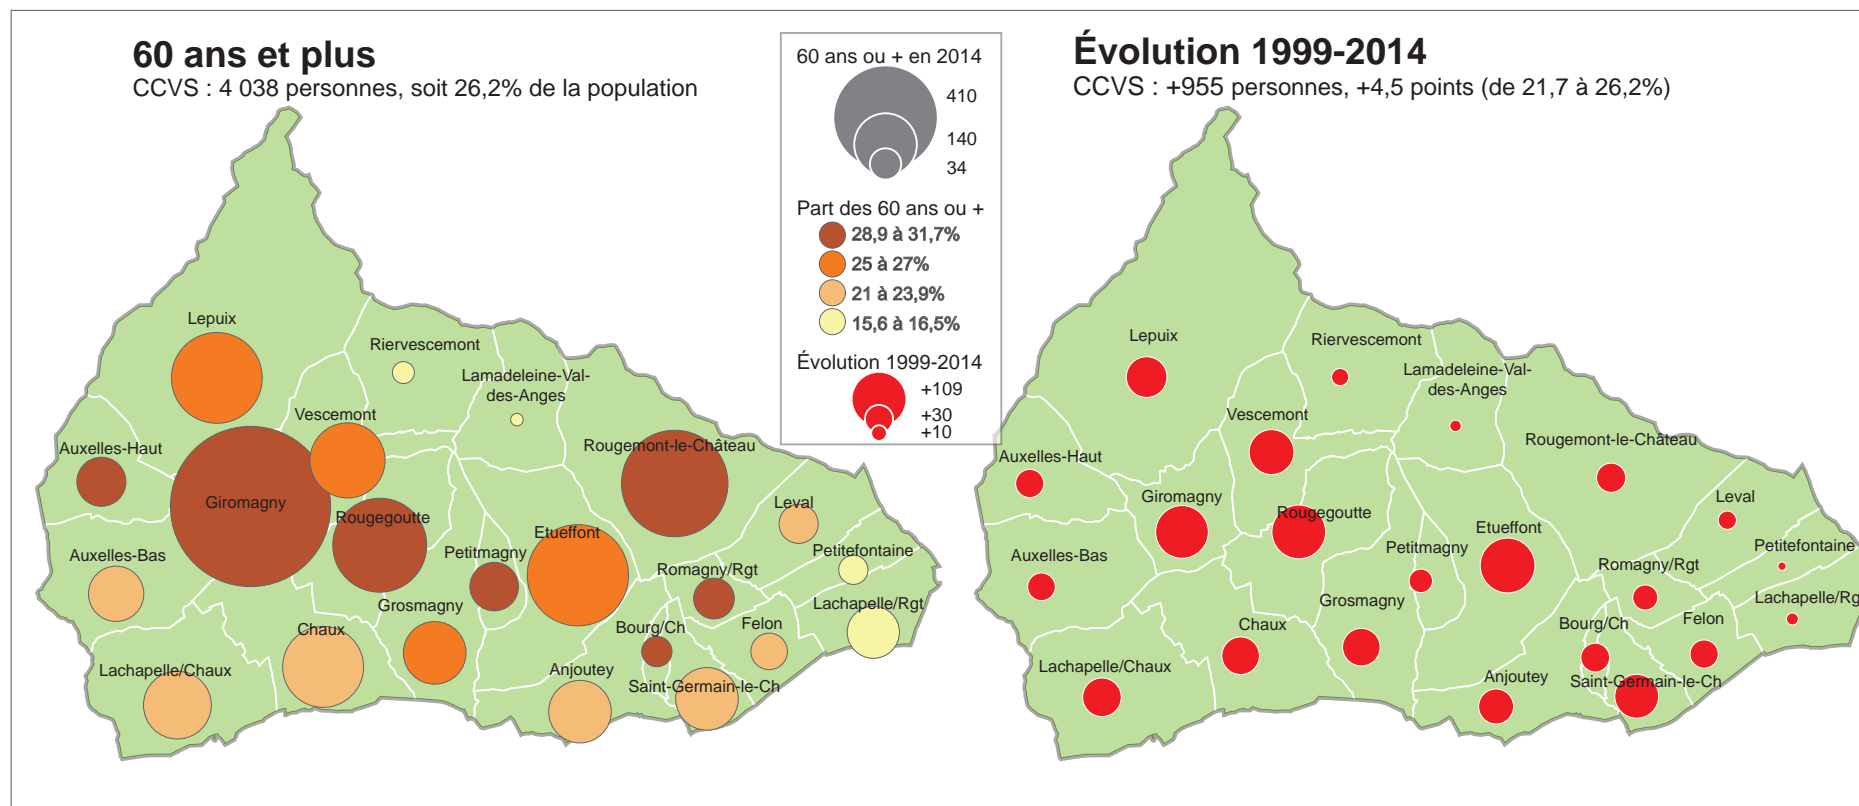 60 ans et plus
CCVS : 4 038 personnes, soit 26,2% de la population
Lepuix
Riervescemont
Lamadeleine-Val-
des-Anges
Vescemont
Auxelles-Haut
Rougemont-le-Château
Giromagny
Rougegoutte
Leval
Etueffont
Auxelles-Bas
Petitmagny
Petitefontaine
Romagny/Rgt
Grosmagny
Lachapelle/Rgt
Chaux
Bourg/Ch
Felon
Lachapelle/Chaux
Anjoutey
Saint-Germain-le-Ch
60 ans ou + en 2014
410
140
34
Part des 60 ans ou +
28,9 à 31,7%
25 à 27%
21 à 23,9%
15,6 à 16,5%
Évolution 1999-2014
+109
+30
+10
Évolution 1999-2014
CCVS : +955 personnes, +4,5 points (de 21,7 à 26,2%)
Lepuix
Riervescemont
Lamadeleine-Val-
des-Anges
Vescemont
Rougemont-le-Château
Auxelles-Haut
Giromagny
Leval
Rougegoutte
Etueffont
Petitmagny
Petitefontaine
Auxelles-Bas
Romagny/Rgt
Grosmagny
Lachapelle/Rg
Chaux
Bourg/Ch
Felon
Lachapelle/Chaux
Anjoutey
Saint-Germain-le-Ch